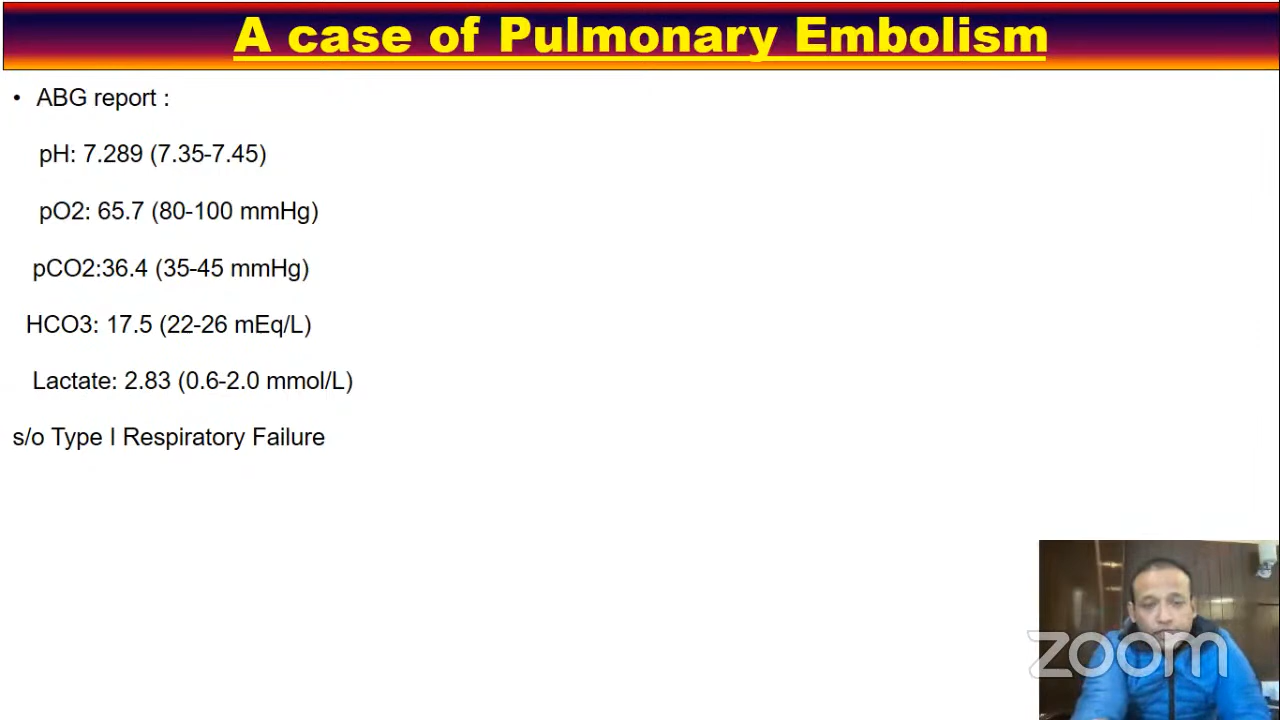 A case of Pulmonary Embolism
• ABG report :
pH: 7.289 (7.35-7.45)
pO2: 65.7 (80-100 mmHg)
pCO2:36.4 (35-45 mmHg)
HCO3: 17.5 (22-26 mEq/L)
Lactate: 2.83 (0.6-2.0 mmol/L)
s/o Type I Respiratory Failure
zoom